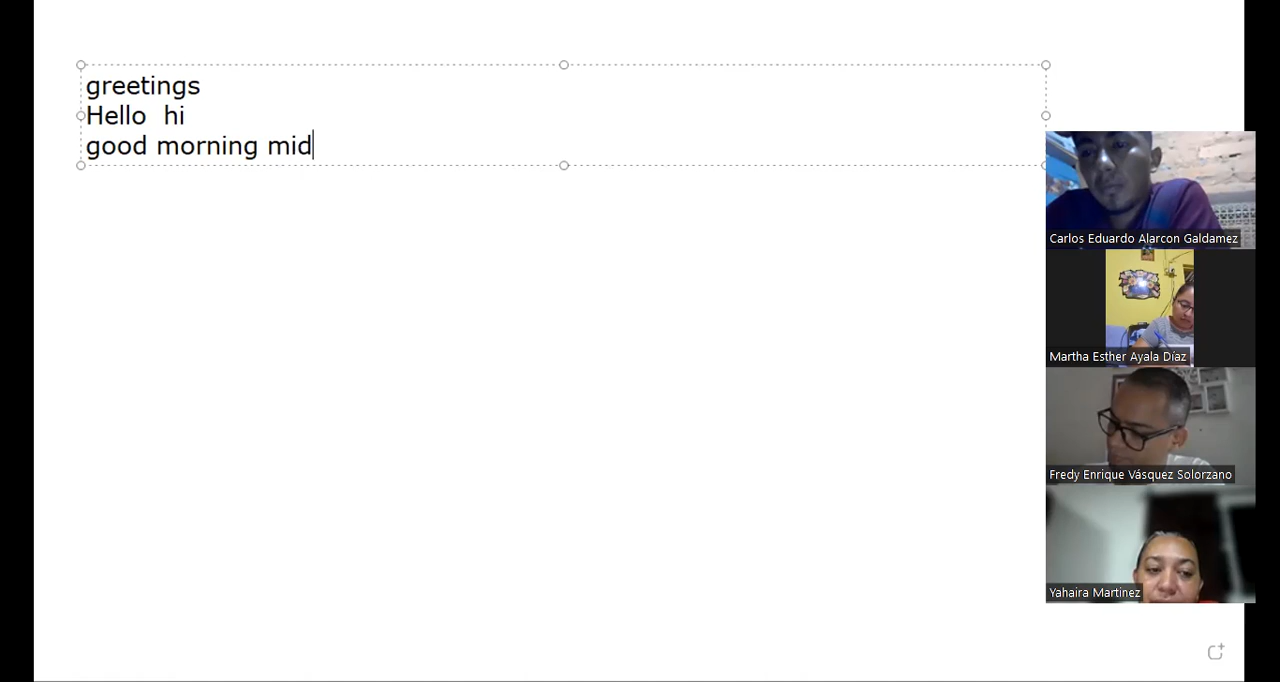 greetings
Hello  hi
good morning mid
Carlos Eduardo Alarcon Galdamez
Martha Esther Ayala Díaz
Fredy Enrique Vásquez Solorzano
Yahaira Martinez